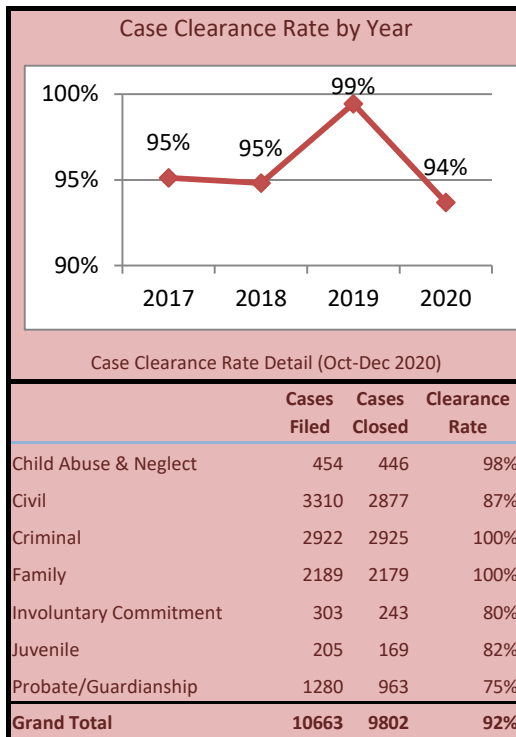 Case Clearance Rate by Year
100%
95%
90%
95%
95%
99%
94%
2017 2018 2019 2020
Case Clearance Rate Detail (Oct-Dec 2020)
Cases Cases Clearance
Filed Closed Rate
Child Abuse & Neglect 454 446 98%
Civil 3310 2877 87%
Criminal 2922 2925 100%
Family 2189 2179 100%
Involuntary Commitment 303 243 80%
Juvenile 205 169 82%
Probate/Guardianship 1280 963 75%
Grand Total 10663 9802 92%